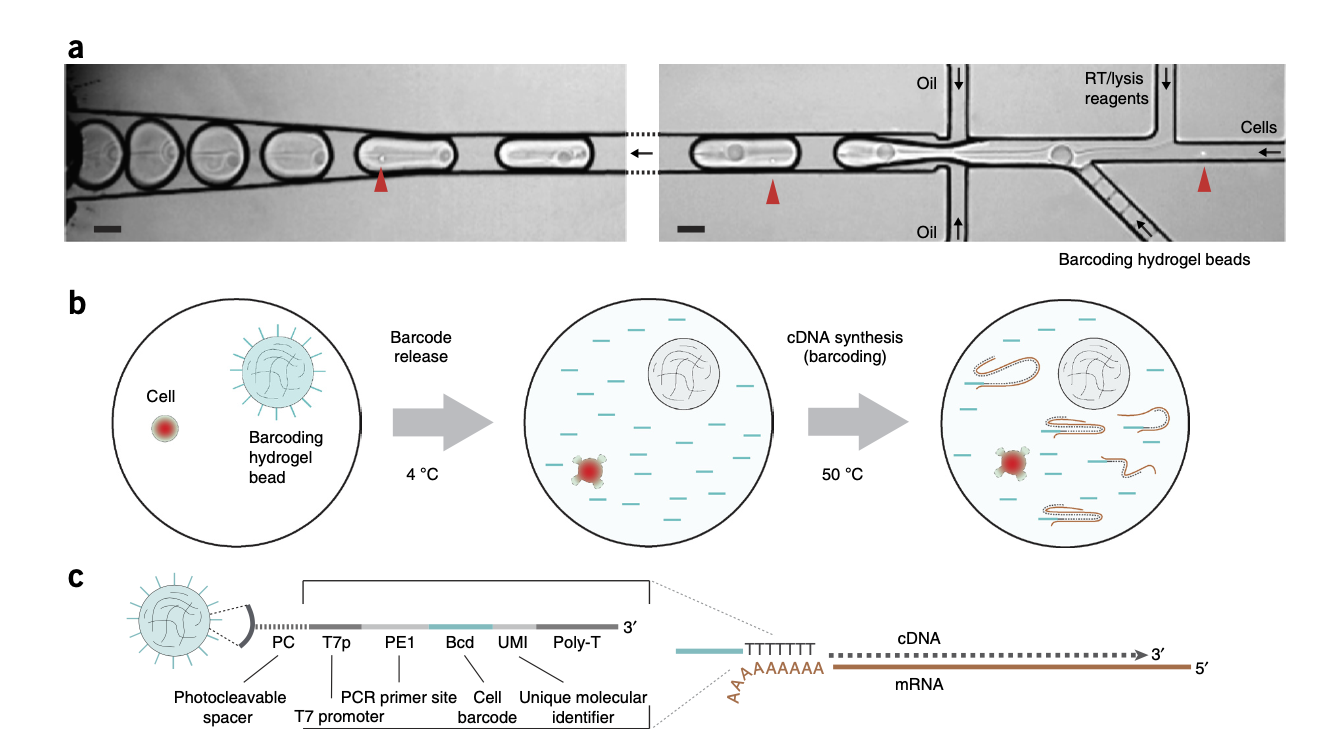 a
Oil
RT/lysis
reagents
Cells
Oil
Barcoding hydrogel beads
b
Cell
Barcoding
hydrogel
bead
Barcode
release
4 °C
cDNA synthesis
(barcoding)
50 °C
c
PC
T7p
PE1
Bcd
UMI
Poly-T
3′
Photocleavable
spacer
T7 promoter
PCR primer site
Cell
barcode
Unique molecular
identifier
TTTTTTT
AAAAAAAAA
cDNA
3′
mRNA
5′